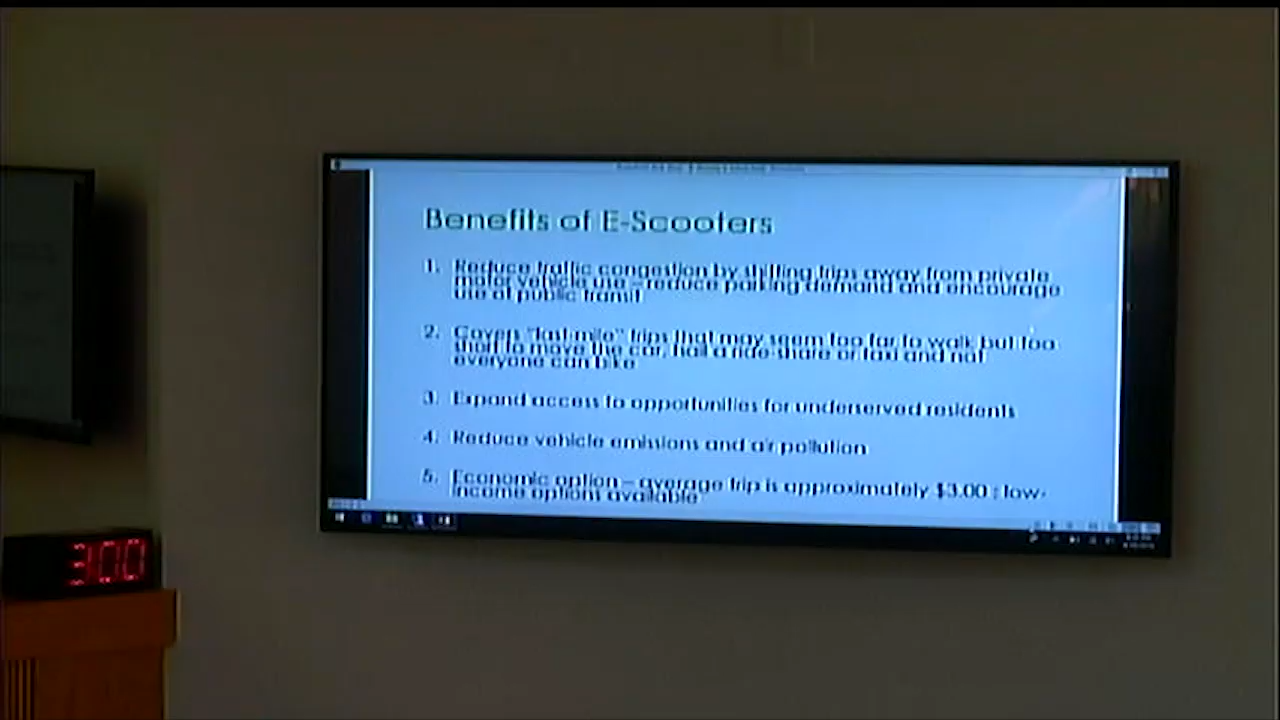 Benefits of E-Scooters
1. Reduce traffic congestion by shifting trips away from private
motor vehicle use – reduce parking demand and encourage
use of public transit
2. Covers "last-mile" trips that may seem too far to walk but too
short to move the car, hail a ride-share or taxi and not
everyone can bike
3. Expand access to opportunities for underserved residents
4. Reduce vehicle emissions and air pollution
5. Economic option – average trip is approximately $3.00 ; low-
income options available
3:00